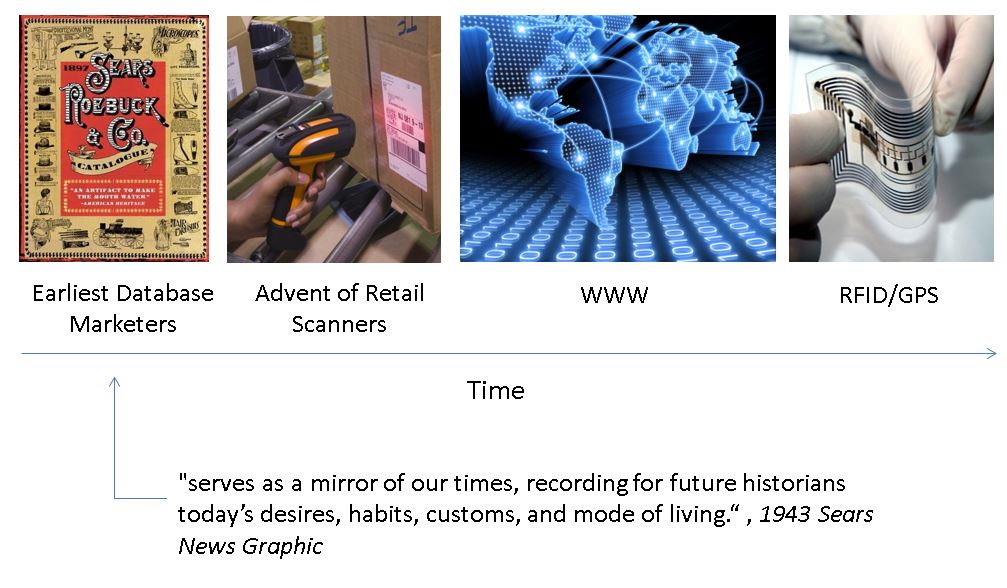 1897 SEARS
ROEBUCK
& Co.
CATALOGUE
"AN ARTIFACT TO MAKE
THE MOUTH WATER."
-AMERICAN HERITAGE
MICROSCOPES
Earliest Database
Marketers
Advent of Retail
Scanners
WWW
RFID/GPS
Time
"serves as a mirror of our times, recording for future historians
today’s desires, habits, customs, and mode of living.“ , 1943 Sears
News Graphic